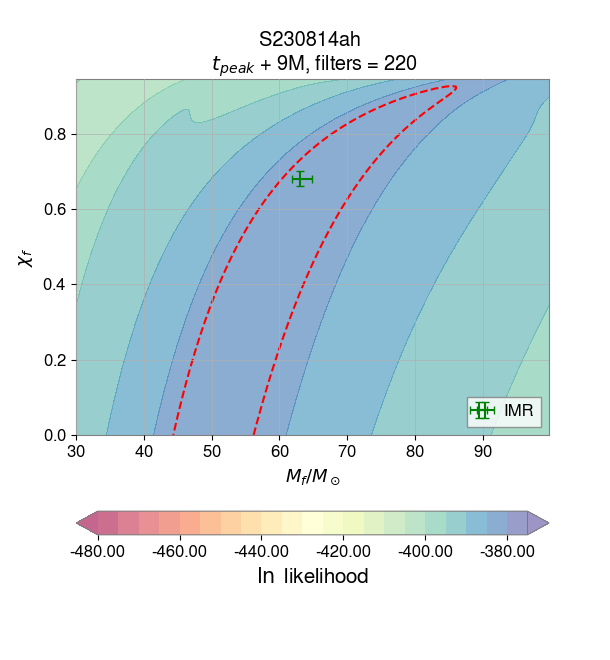 S230814ah
t_peak + 9M, filters = 220
0.8
0.6
0.4
0.2
0.0
χ_f
IMR
30 40 50 60 70 80 90
M_f/M_⊙
-480.00 -460.00 -440.00 -420.00 -400.00 -380.00
ln likelihood